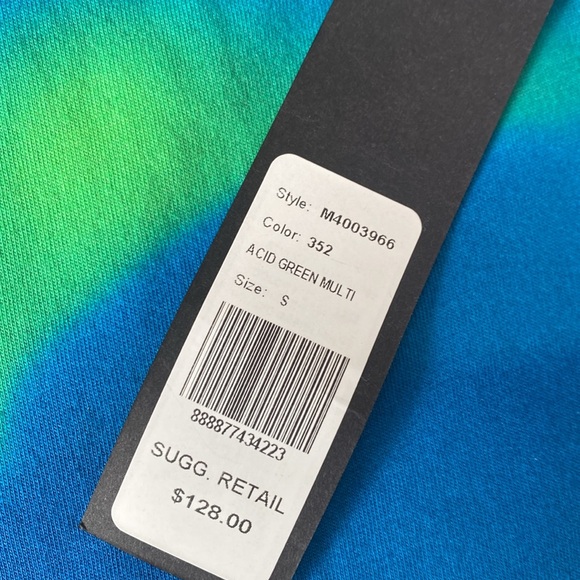 Style: M4003966
Color: 352
ACID GREEN MULTI
Size: S
888877434223
SUGG. RETAIL
$128.00